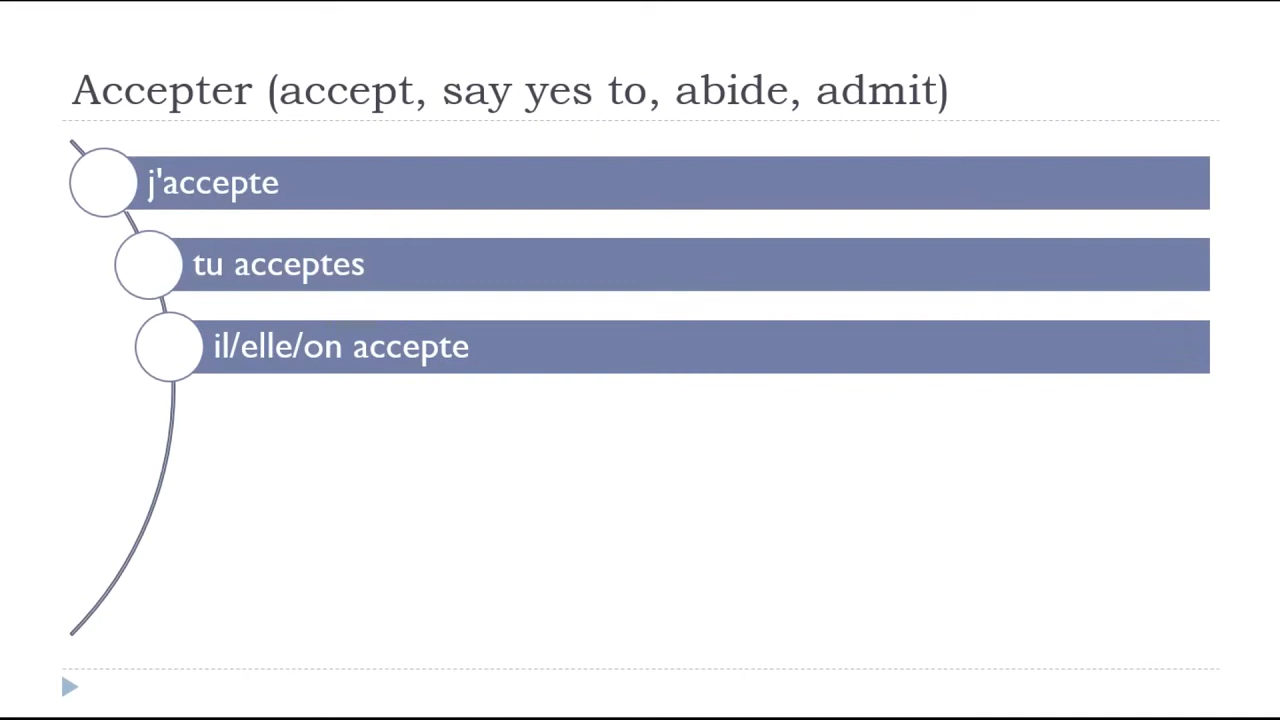 Accepter (accept, say yes to, abide, admit)
j'accepte
tu acceptes
il/elle/on accepte